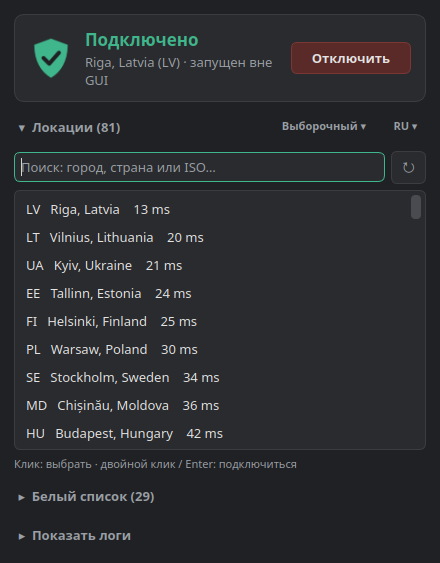 Подключено
Riga, Latvia (LV) · запущен вне
GUI
Отключить
▾ Локации (81)
Выборочный ▾
RU ▾
Поиск: город, страна или ISO...
LV Riga, Latvia 13 ms
LT Vilnius, Lithuania 20 ms
UA Kyiv, Ukraine 21 ms
EE Tallinn, Estonia 24 ms
FI Helsinki, Finland 25 ms
PL Warsaw, Poland 30 ms
SE Stockholm, Sweden 34 ms
MD Chișinău, Moldova 36 ms
HU Budapest, Hungary 42 ms
Клик: выбрать · двойной клик / Enter: подключиться
▸ Белый список (29)
▸ Показать логи